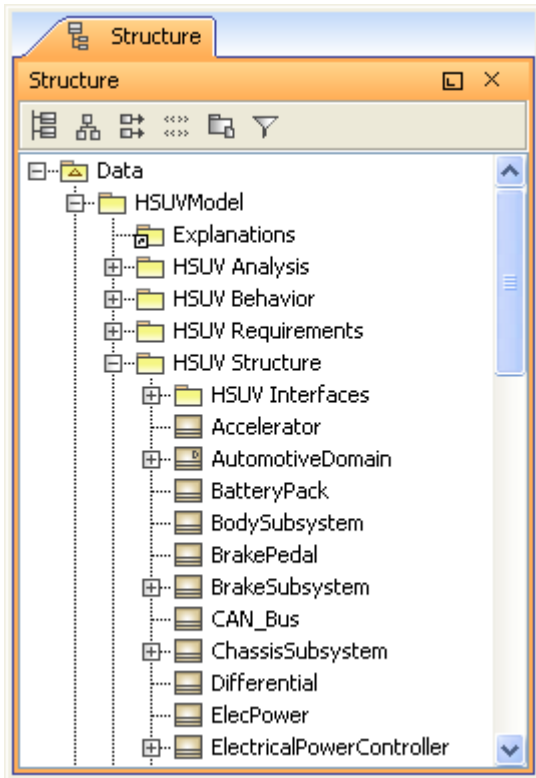 Structure
Structure
Data
HSUVModel
Explanations
HSUV Analysis
HSUV Behavior
HSUV Requirements
HSUV Structure
HSUV Interfaces
Accelerator
AutomotiveDomain
BatteryPack
BodySubsystem
BrakePedal
BrakeSubsystem
CAN_Bus
ChassisSubsystem
Differential
ElecPower
ElectricalPowerController